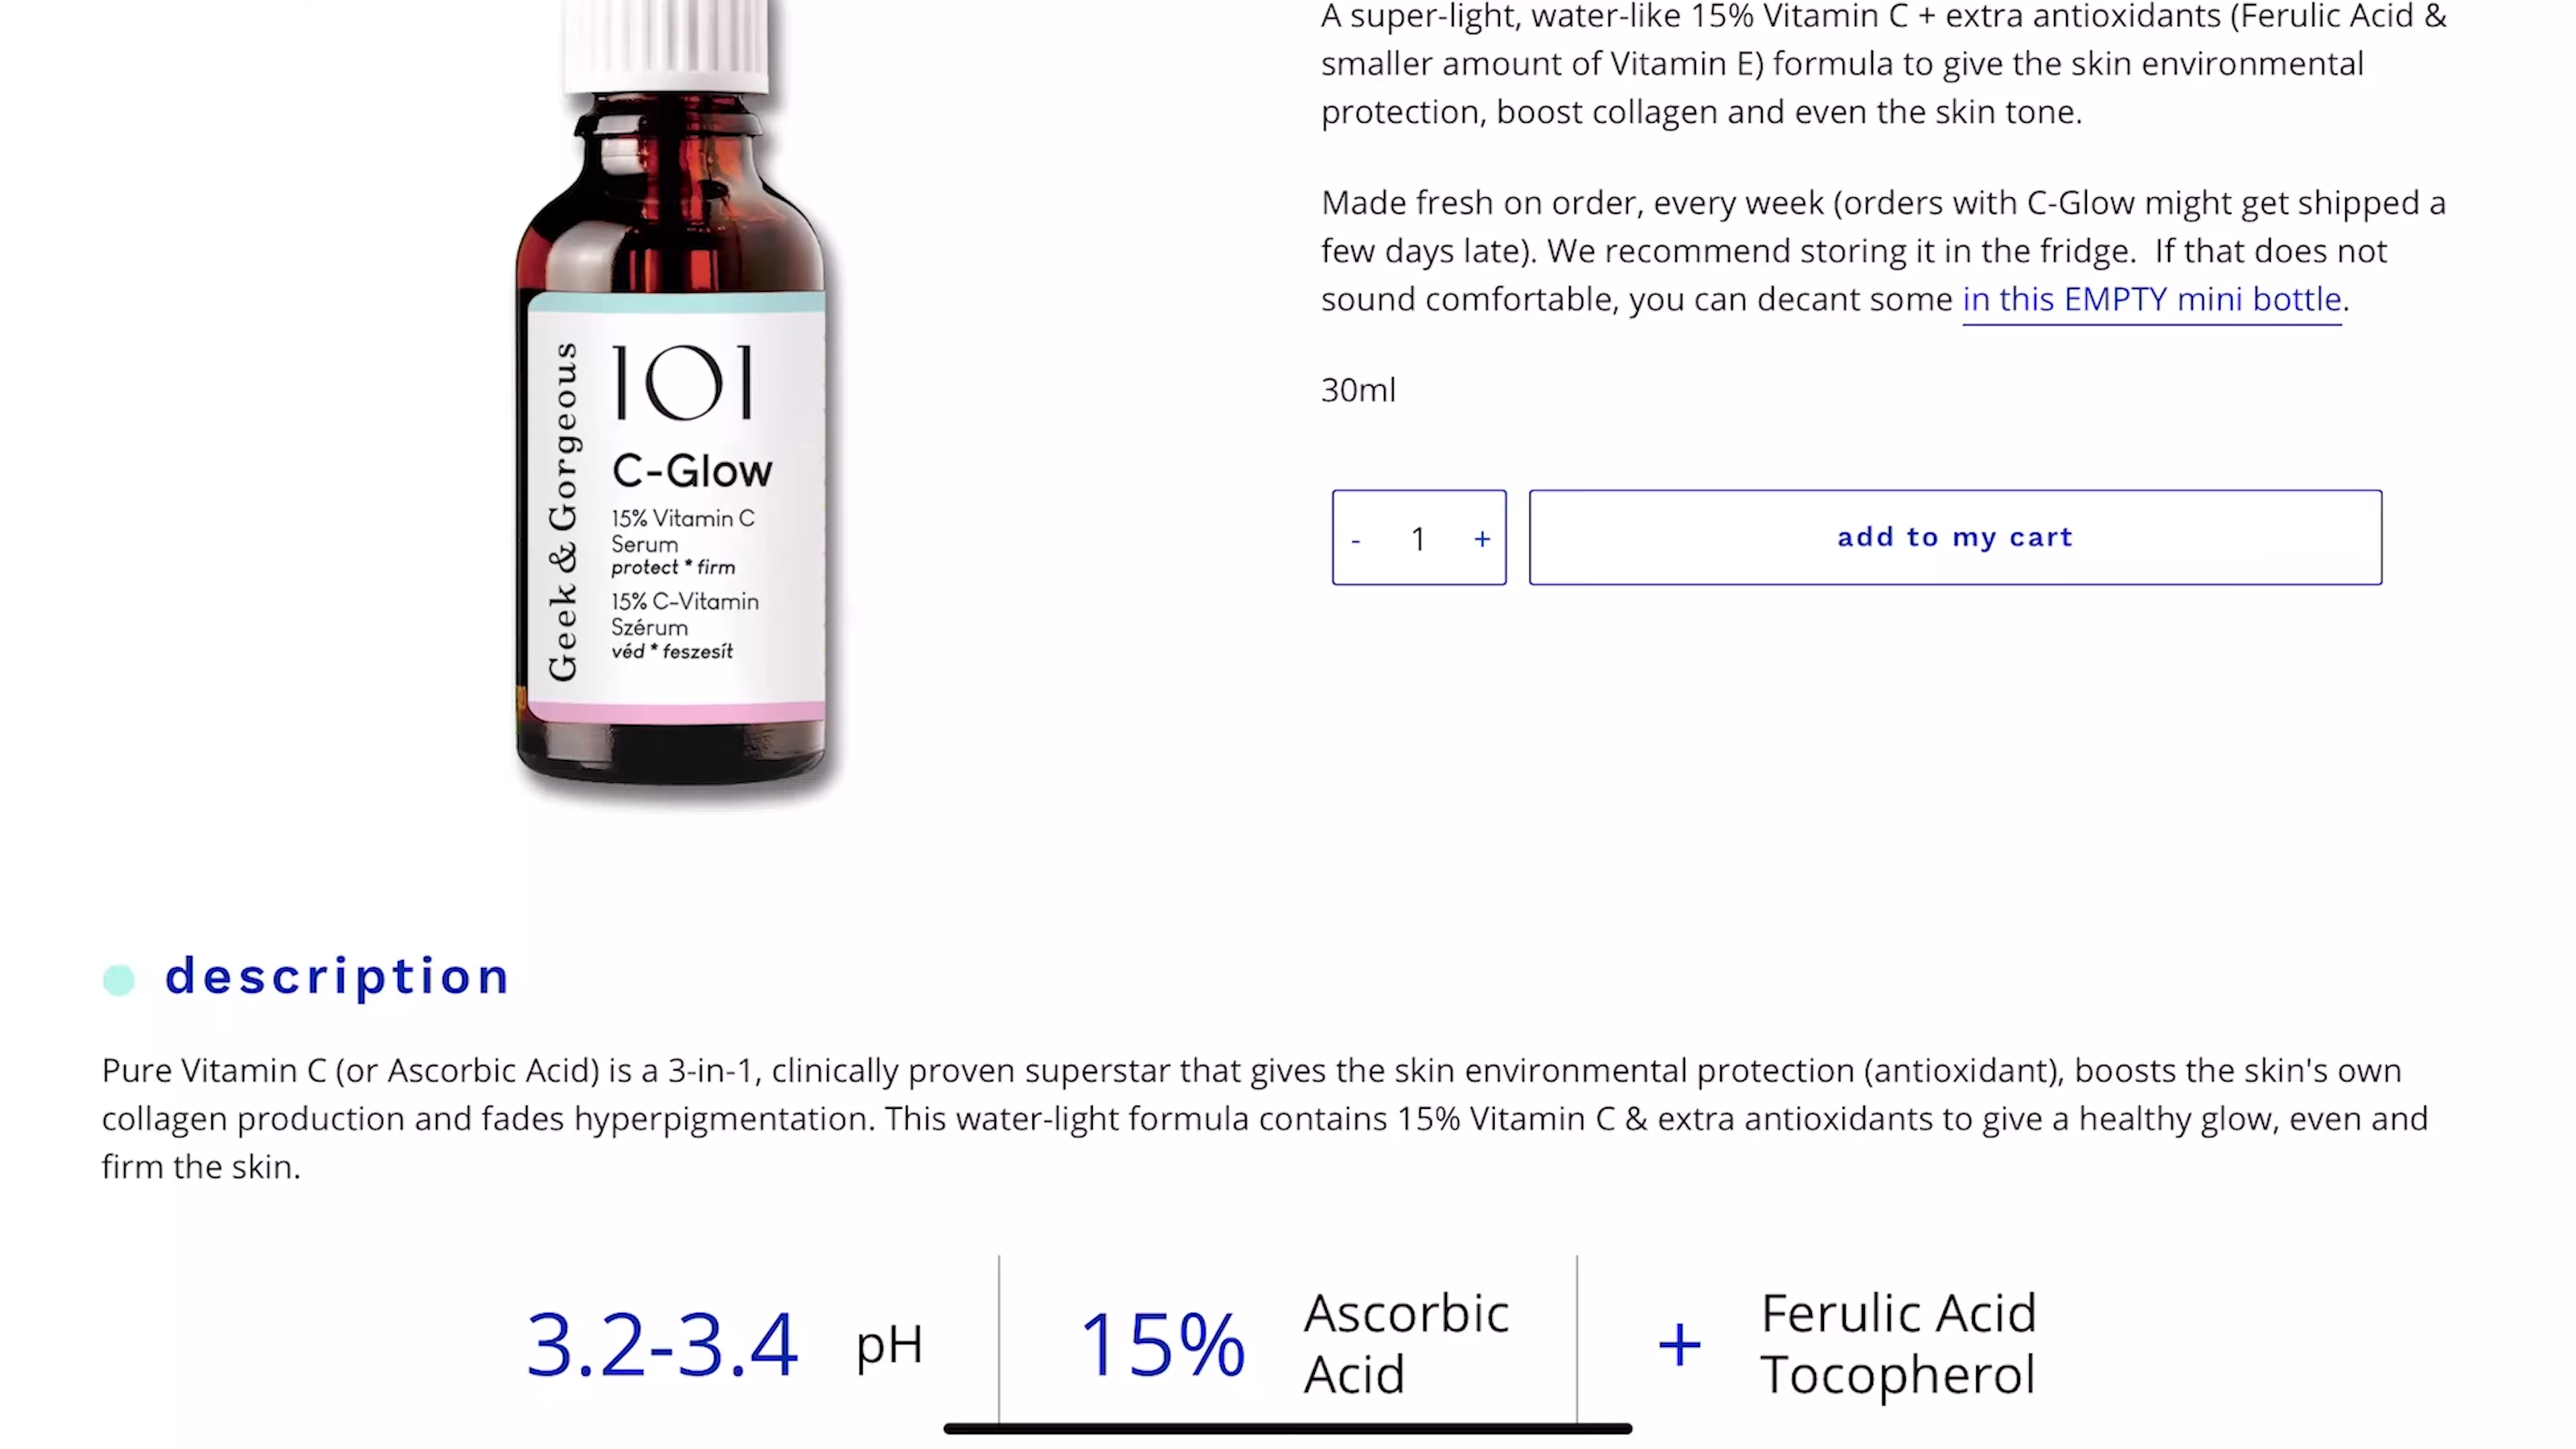 Geek & Gorgeous
101
C-Glow
15% Vitamin C
Serum
protect * firm
15% C-Vitamin
Szérum
véd * feszesít
A super-light, water-like 15% Vitamin C + extra antioxidants (Ferulic Acid &
smaller amount of Vitamin E) formula to give the skin environmental
protection, boost collagen and even the skin tone.
Made fresh on order, every week (orders with C-Glow might get shipped a
few days late). We recommend storing it in the fridge.  If that does not
sound comfortable, you can decant some in this EMPTY mini bottle.
30ml
- 1 +
add to my cart
description
Pure Vitamin C (or Ascorbic Acid) is a 3-in-1, clinically proven superstar that gives the skin environmental protection (antioxidant), boosts the skin's own
collagen production and fades hyperpigmentation. This water-light formula contains 15% Vitamin C & extra antioxidants to give a healthy glow, even and
firm the skin.
3.2-3.4 pH
15% Ascorbic
Acid
+ Ferulic Acid
Tocopherol